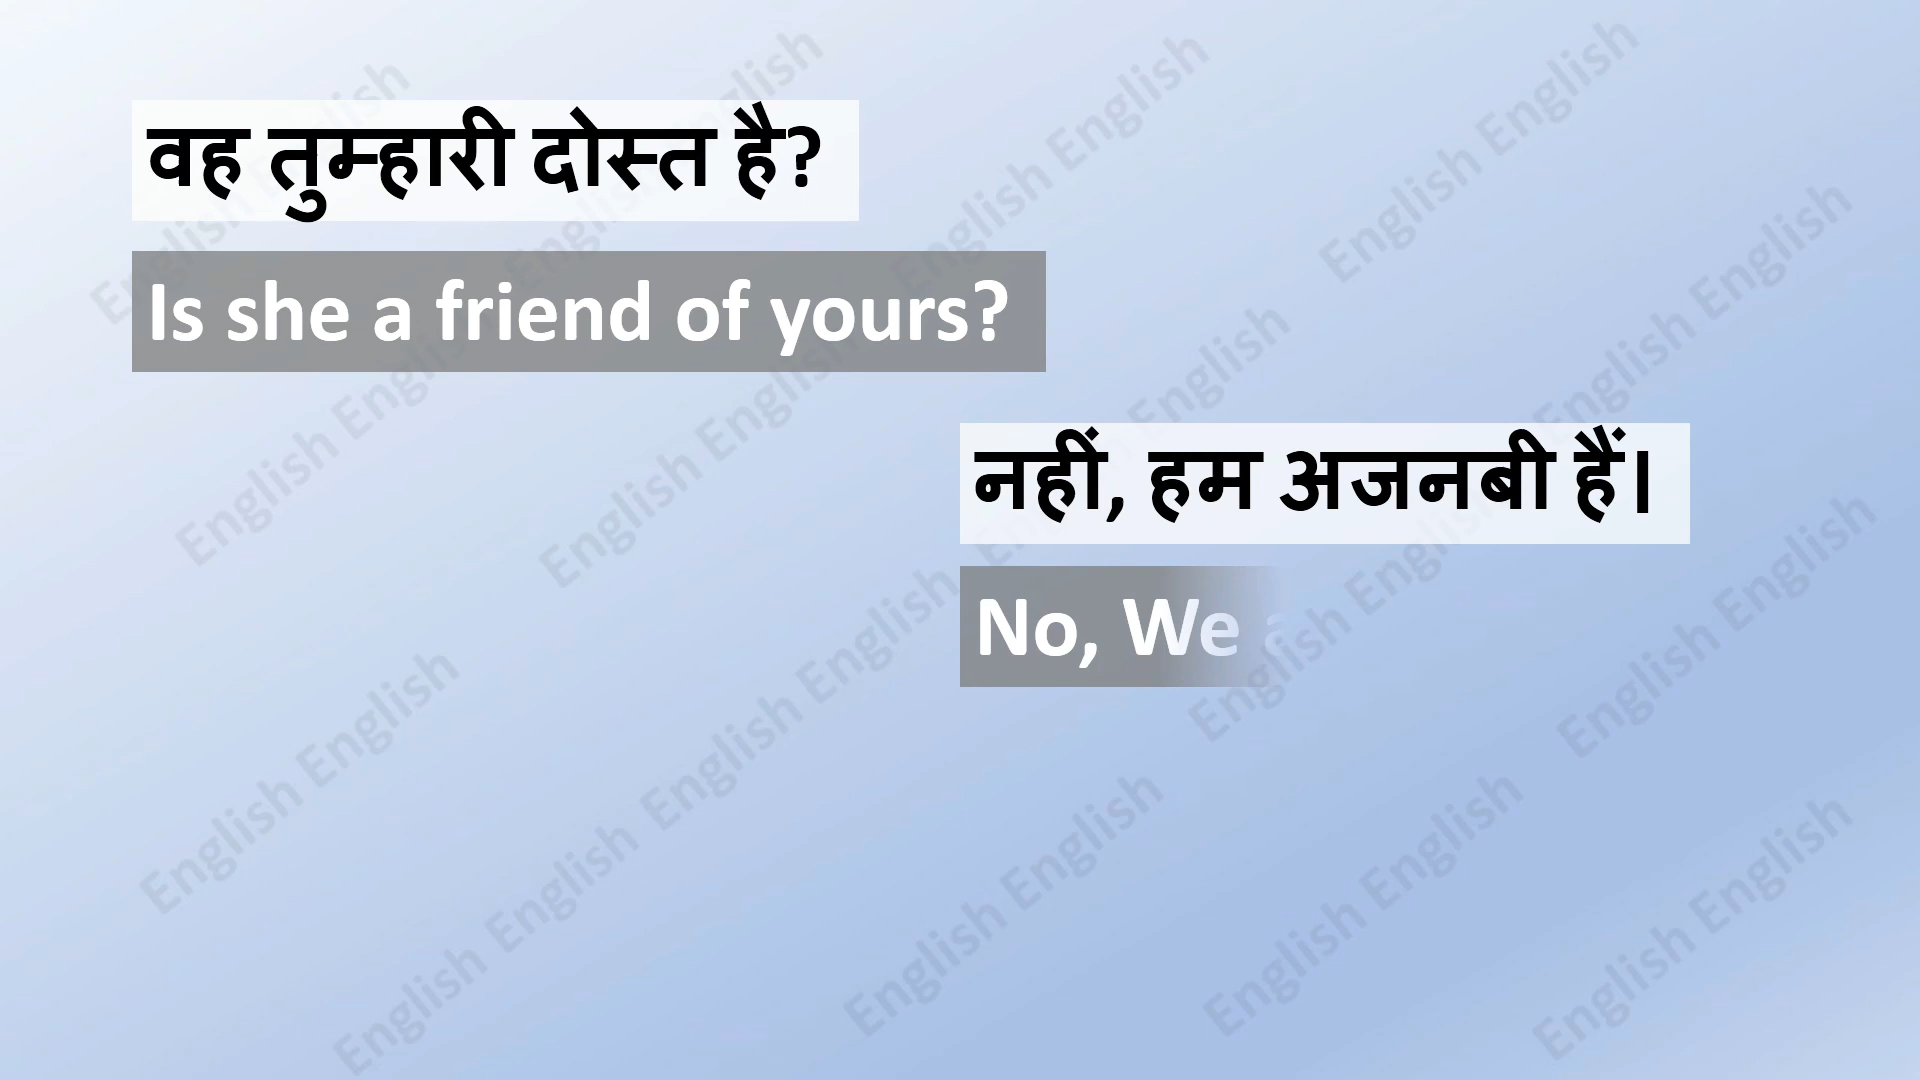 वह तुम्हारी दोस्त है?
Is she a friend of yours?
नहीं, हम अजनबी हैं।
No, We